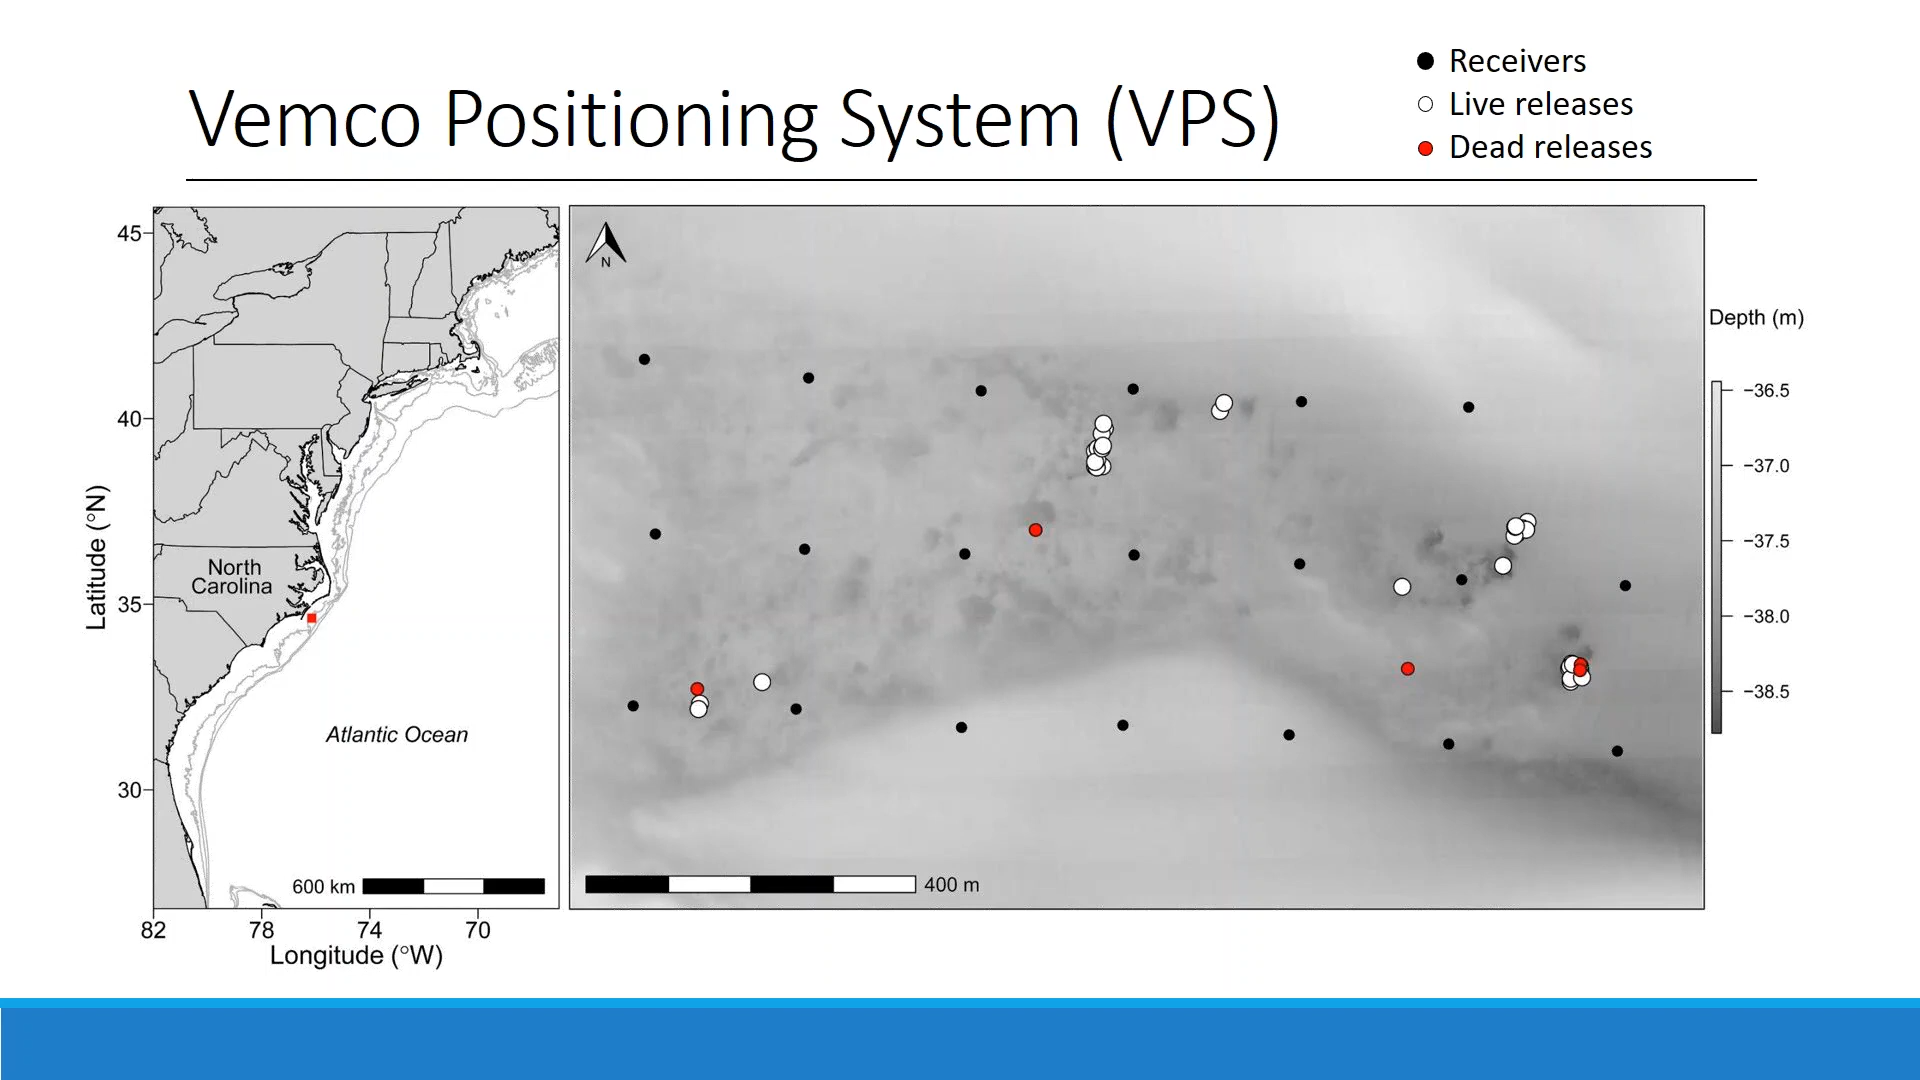 Vemco Positioning System (VPS)
Receivers
Live releases
Dead releases
45
40
35
30
Latitude (°N)
North
Carolina
Atlantic Ocean
600 km
82
78
74
70
Longitude (°W)
N
400 m
Depth (m)
−36.5
−37.0
−37.5
−38.0
−38.5